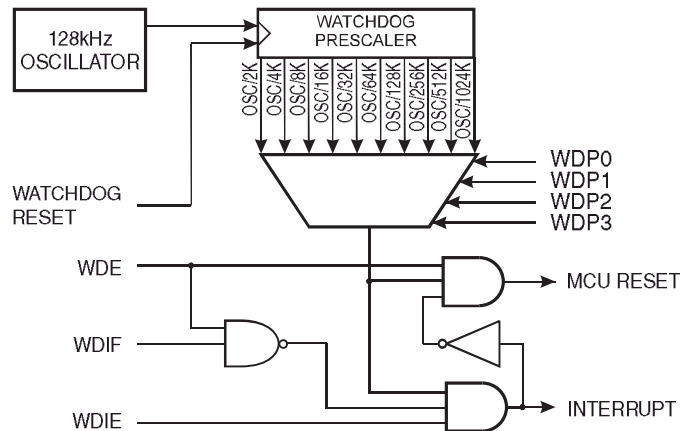 128kHz
OSCILLATOR
WATCHDOG
PRESCALER
OSC/2K
OSC/4K
OSC/8K
OSC/16K
OSC/32K
OSC/64K
OSC/128K
OSC/256K
OSC/512K
OSC/1024K
WDP0
WDP1
WDP2
WDP3
WATCHDOG
RESET
WDE
MCU RESET
WDIF
INTERRUPT
WDIE